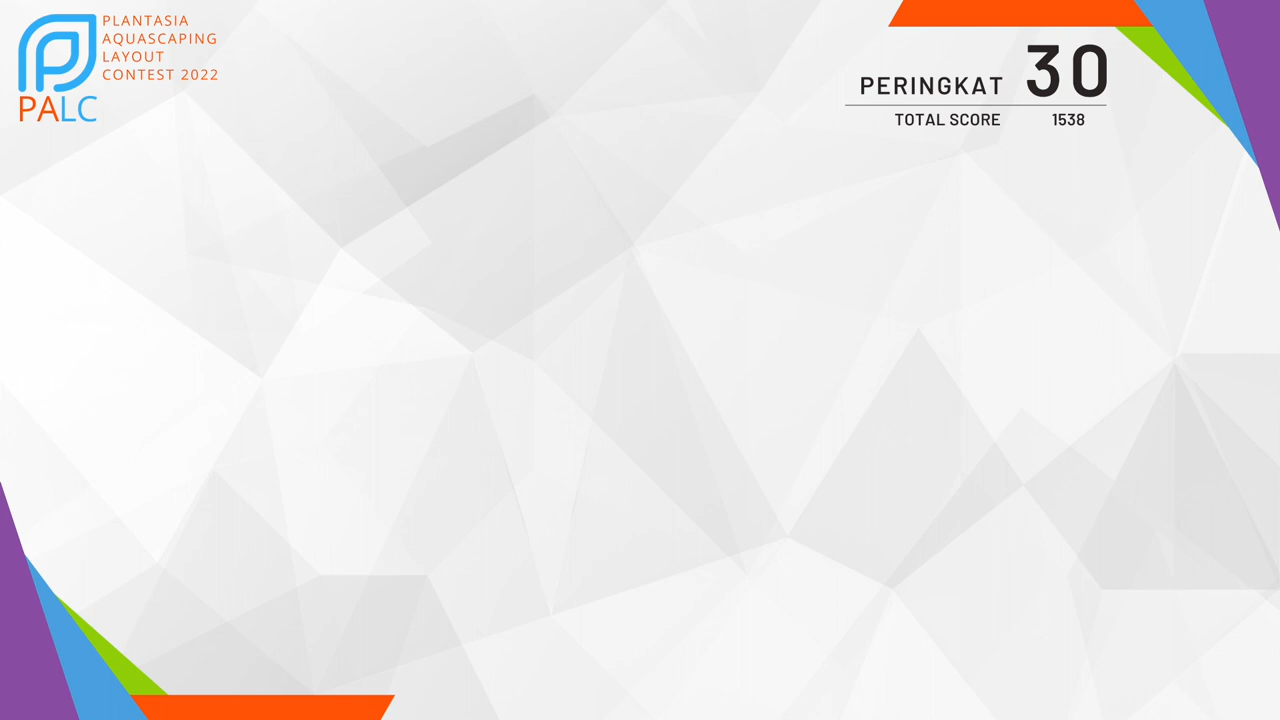 PLANTASIA
AQUASCAPING
LAYOUT
CONTEST 2022
PALC
PERINGKAT 30
TOTAL SCORE 1538